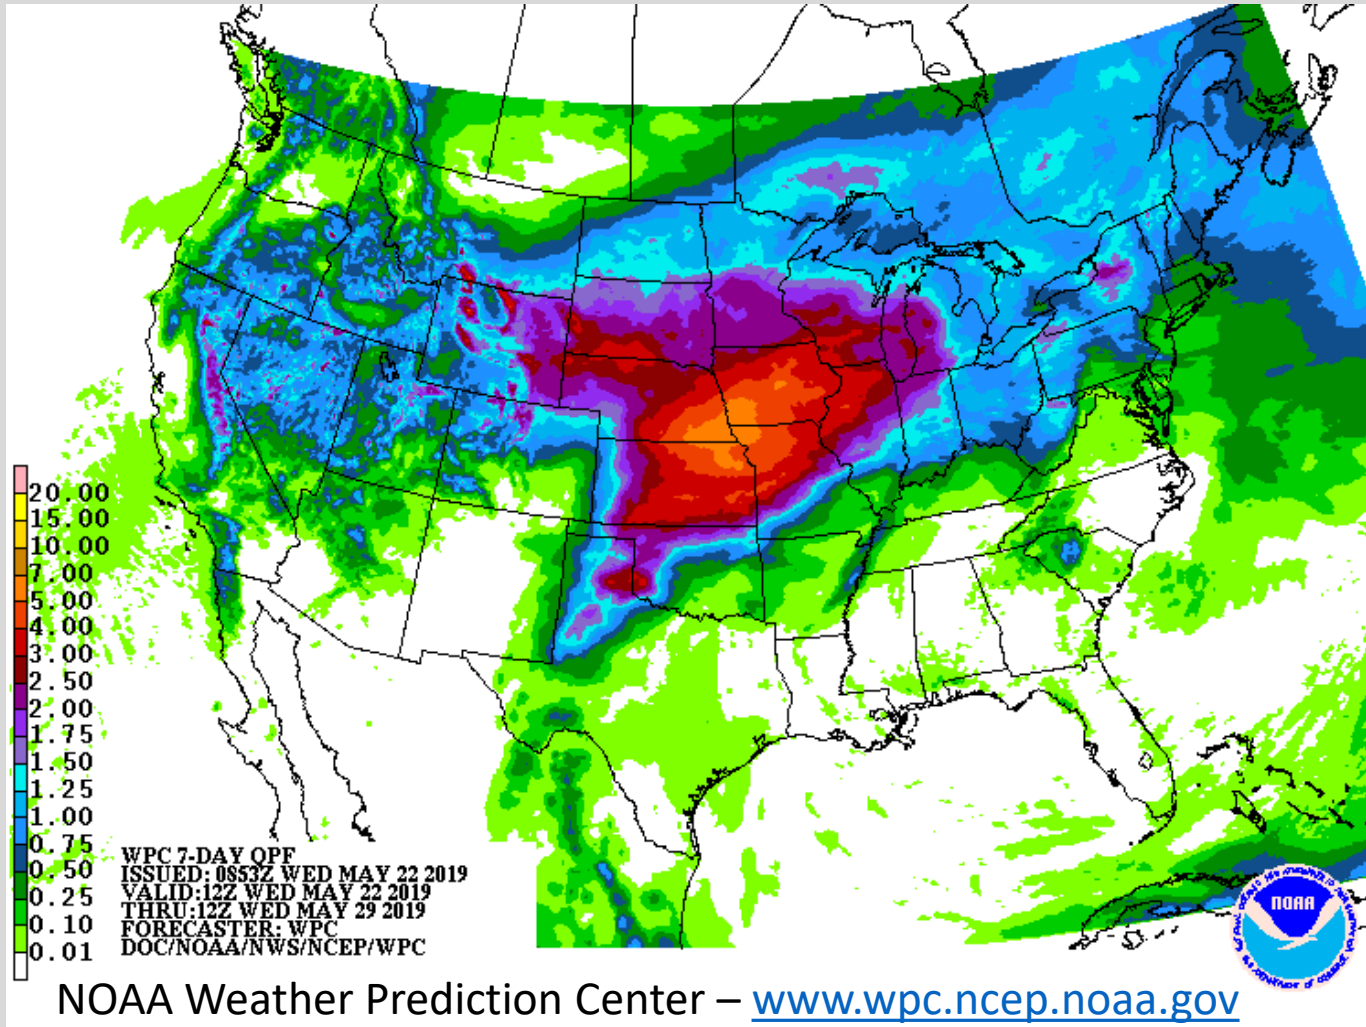 20.00
15.00
10.00
7.00
5.00
4.00
3.00
2.50
2.00
1.75
1.50
1.25
1.00
0.75
0.50
0.25
0.10
0.01
WPC 7-DAY QPF
ISSUED: 0853Z WED MAY 22 2019
VALID:12Z WED MAY 22 2019
THRU:12Z WED MAY 29 2019
FORECASTER: WPC
DOC/NOAA/NWS/NCEP/WPC
NOAA
NOAA Weather Prediction Center – www.wpc.ncep.noaa.gov